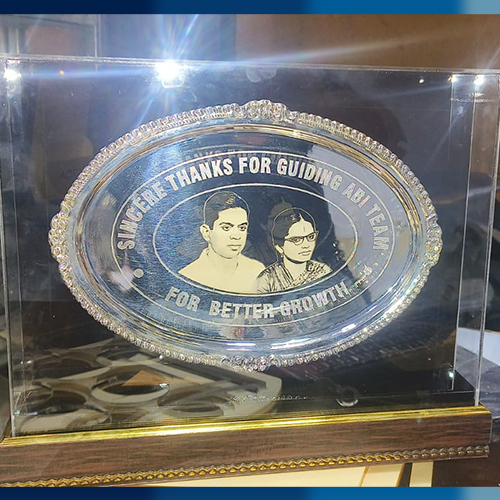 SINCERE THANKS FOR GUIDING ABI TEAM
FOR BETTER GROWTH